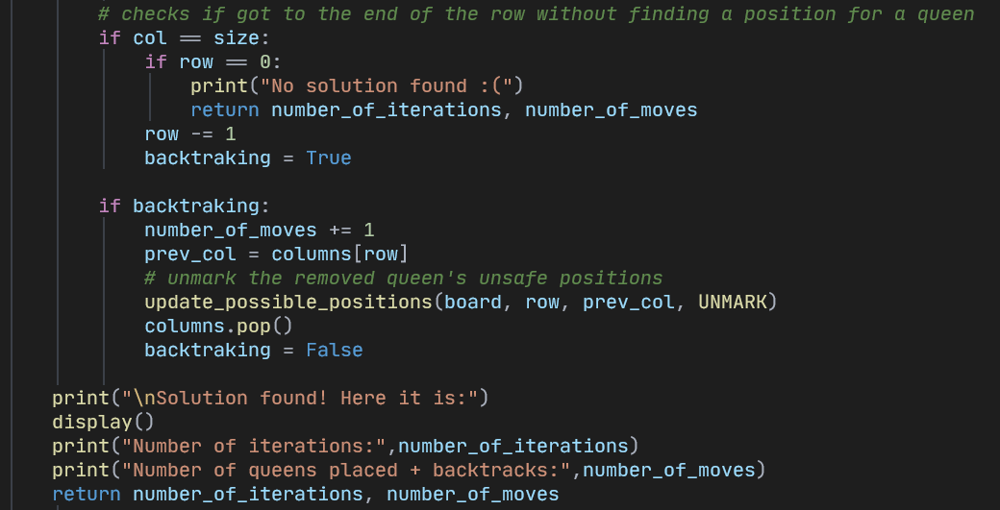 # checks if got to the end of the row without finding a position for a queen
if col == size:
if row == 0:
print("No solution found :(")
return number_of_iterations, number_of_moves
row -= 1
backtraking = True
if backtraking:
number_of_moves += 1
prev_col = columns[row]
# unmark the removed queen's unsafe positions
update_possible_positions(board, row, prev_col, UNMARK)
columns.pop()
backtraking = False
print("\nSolution found! Here it is:")
display()
print("Number of iterations:",number_of_iterations)
print("Number of queens placed + backtracks:",number_of_moves)
return number_of_iterations, number_of_moves